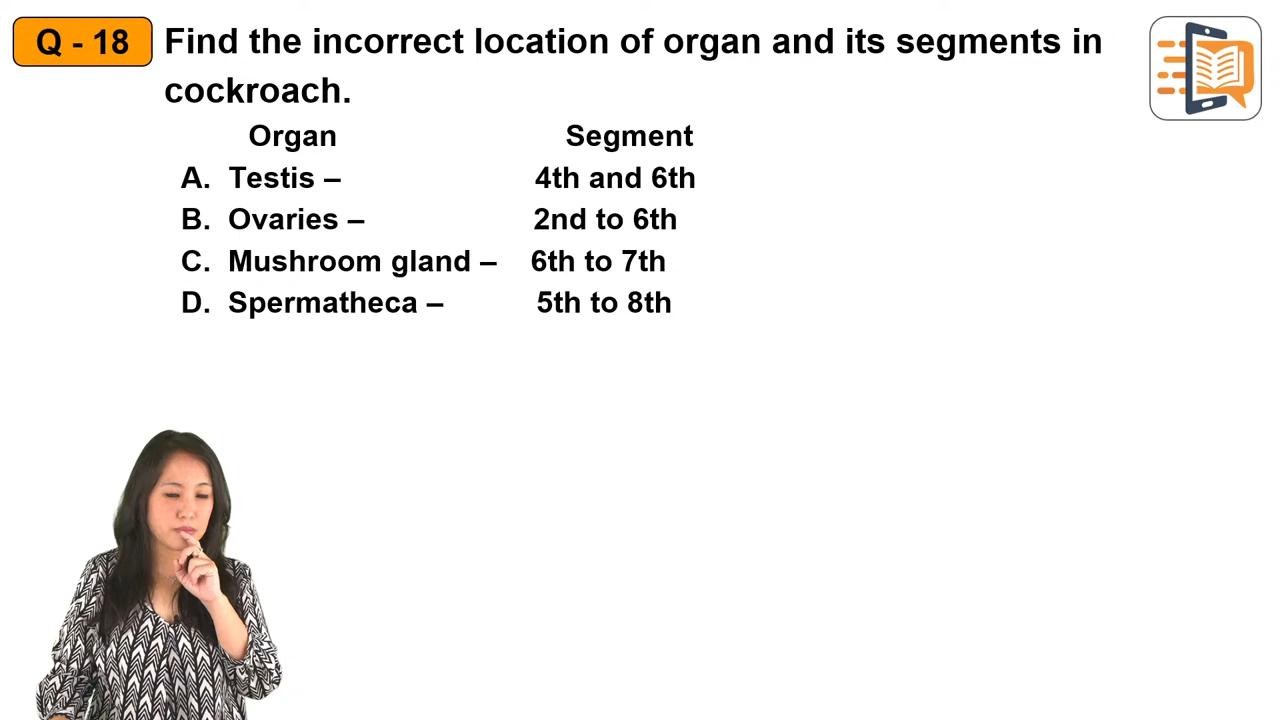 Q - 18 Find the incorrect location of organ and its segments in
cockroach.
Organ Segment
A. Testis – 4th and 6th
B. Ovaries – 2nd to 6th
C. Mushroom gland – 6th to 7th
D. Spermatheca – 5th to 8th